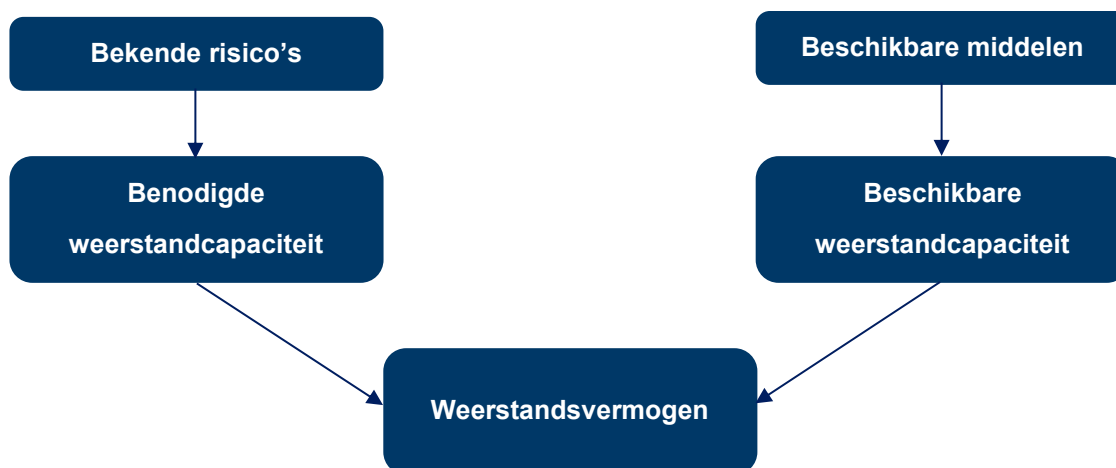 Bekende risico’s
Beschikbare middelen
Benodigde
weerstandcapaciteit
Beschikbare
weerstandcapaciteit
Weerstandsvermogen